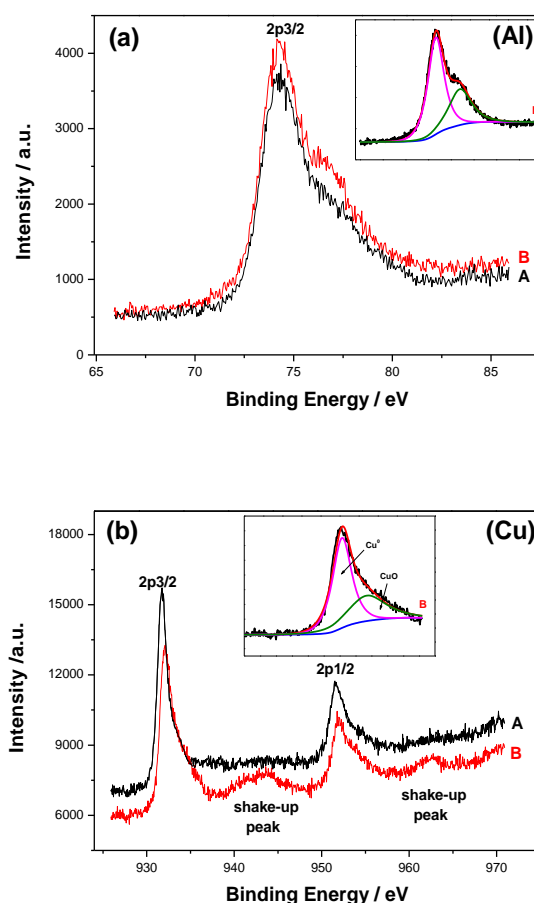 (a)
2p3/2
(Al)
Intensity / a.u.
4000
3000
2000
1000
0
B
A
65
70
75
80
85
Binding Energy / eV
(b)
(Cu)
Intensity /a.u.
18000
15000
12000
9000
6000
2p3/2
Cu⁰
CuO
B
2p1/2
A
B
shake-up
peak
shake-up
peak
930
940
950
960
970
Binding Energy / eV